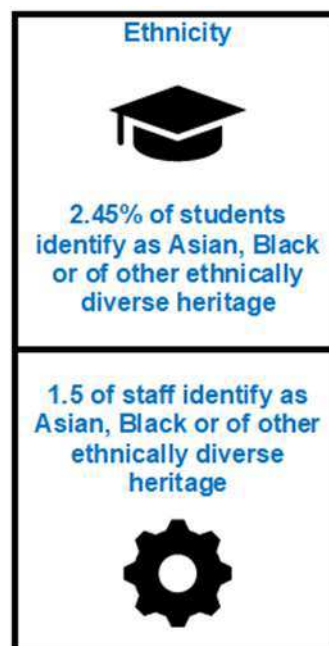 Ethnicity
2.45% of students
identify as Asian, Black
or of other ethnically
diverse heritage
1.5 of staff identify as
Asian, Black or of other
ethnically diverse
heritage